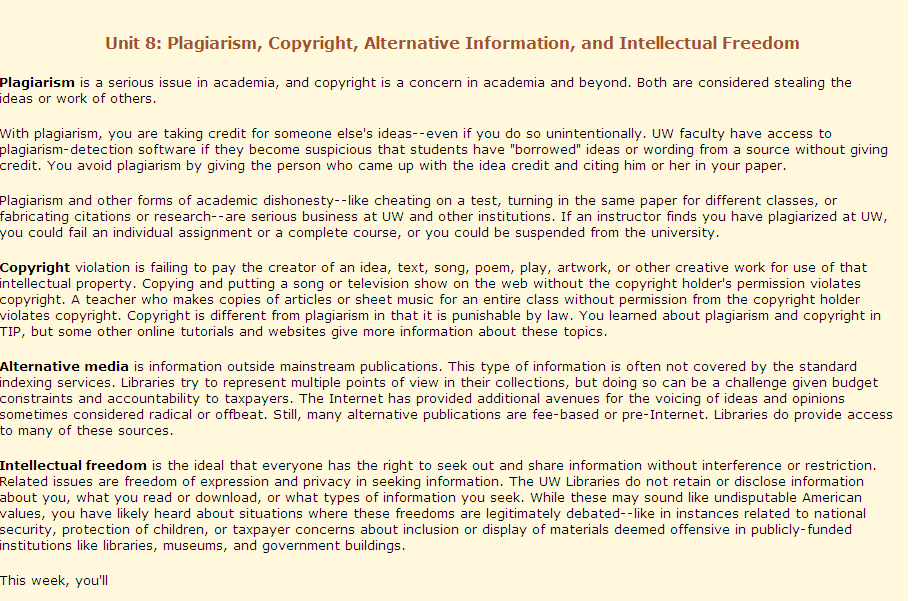 Unit 8: Plagiarism, Copyright, Alternative Information, and Intellectual Freedom
Plagiarism is a serious issue in academia, and copyright is a concern in academia and beyond. Both are considered stealing the
ideas or work of others.
With plagiarism, you are taking credit for someone else's ideas--even if you do so unintentionally. UW faculty have access to
plagiarism-detection software if they become suspicious that students have "borrowed" ideas or wording from a source without giving
credit. You avoid plagiarism by giving the person who came up with the idea credit and citing him or her in your paper.
Plagiarism and other forms of academic dishonesty--like cheating on a test, turning in the same paper for different classes, or
fabricating citations or research--are serious business at UW and other institutions. If an instructor finds you have plagiarized at UW,
you could fail an individual assignment or a complete course, or you could be suspended from the university.
Copyright violation is failing to pay the creator of an idea, text, song, poem, play, artwork, or other creative work for use of that
intellectual property. Copying and putting a song or television show on the web without the copyright holder's permission violates
copyright. A teacher who makes copies of articles or sheet music for an entire class without permission from the copyright holder
violates copyright. Copyright is different from plagiarism in that it is punishable by law. You learned about plagiarism and copyright in
TIP, but some other online tutorials and websites give more information about these topics.
Alternative media is information outside mainstream publications. This type of information is often not covered by the standard
indexing services. Libraries try to represent multiple points of view in their collections, but doing so can be a challenge given budget
constraints and accountability to taxpayers. The Internet has provided additional avenues for the voicing of ideas and opinions
sometimes considered radical or offbeat. Still, many alternative publications are fee-based or pre-Internet. Libraries do provide access
to many of these sources.
Intellectual freedom is the ideal that everyone has the right to seek out and share information without interference or restriction.
Related issues are freedom of expression and privacy in seeking information. The UW Libraries do not retain or disclose information
about you, what you read or download, or what types of information you seek. While these may sound like undisputable American
values, you have likely heard about situations where these freedoms are legitimately debated--like in instances related to national
security, protection of children, or taxpayer concerns about inclusion or display of materials deemed offensive in publicly-funded
institutions like libraries, museums, and government buildings.
This week, you'll